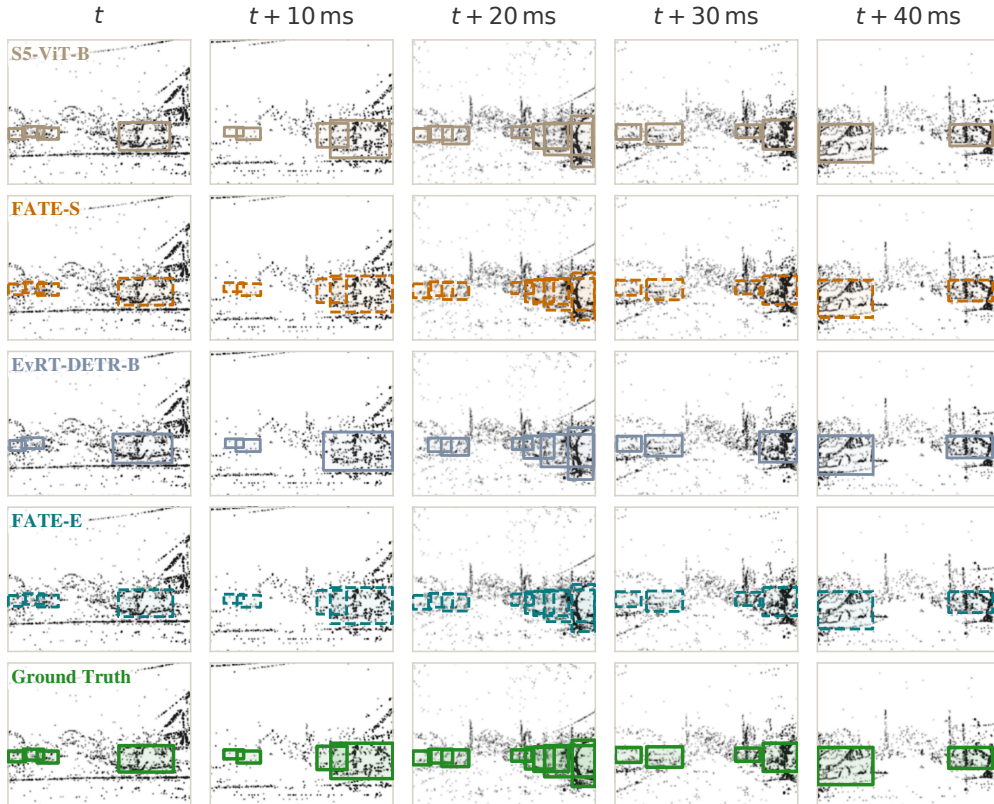 t
t + 10 ms
t + 20 ms
t + 30 ms
t + 40 ms
S5-ViT-B
FATE-S
EvRT-DETR-B
FATE-E
Ground Truth